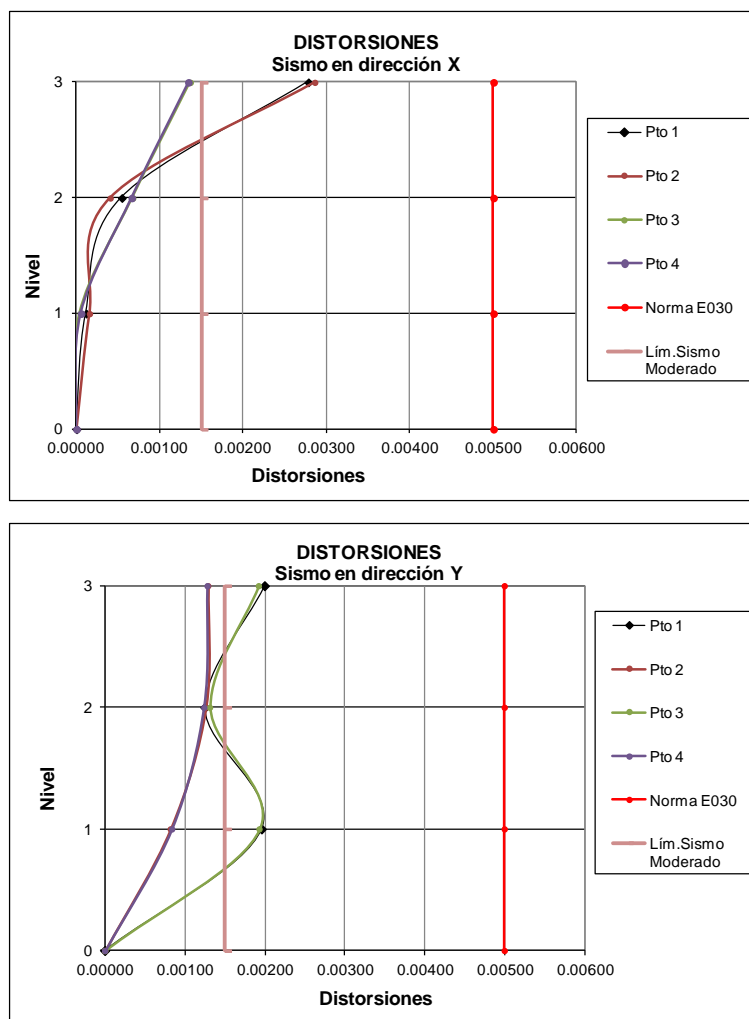 DISTORSIONES
Sismo en dirección X
3
2
1
0
Nivel
0.00000 0.00100 0.00200 0.00300 0.00400 0.00500 0.00600
Distorsiones
Pto 1
Pto 2
Pto 3
Pto 4
Norma E030
Lím.Sismo
Moderado
DISTORSIONES
Sismo en dirección Y
3
2
1
0
Nivel
0.00000 0.00100 0.00200 0.00300 0.00400 0.00500 0.00600
Distorsiones
Pto 1
Pto 2
Pto 3
Pto 4
Norma E030
Lím.Sismo
Moderado